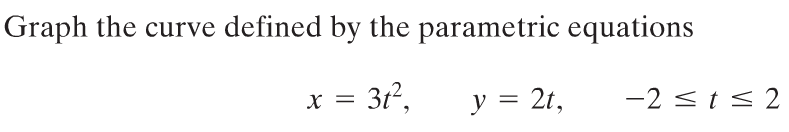 Graph the curve defined by the parametric equations
x = 3t², y = 2t, −2 ≤ t ≤ 2